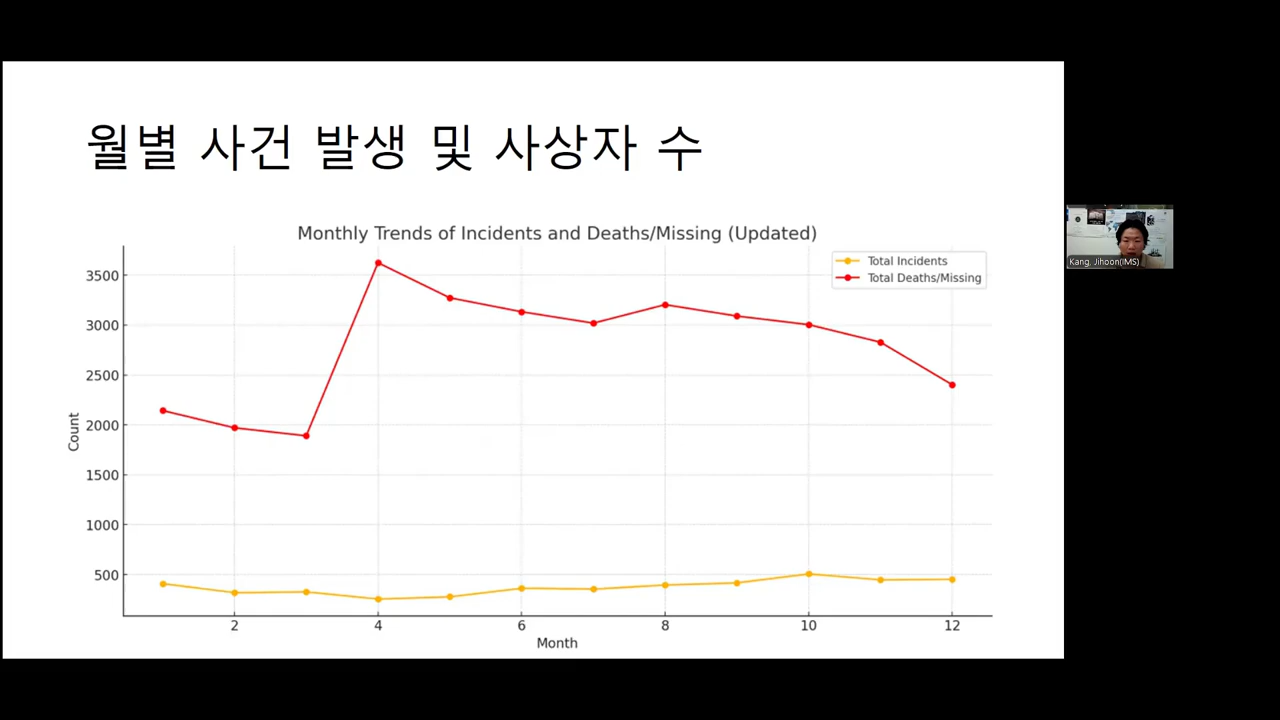 월별 사건 발생 및 사상자 수
Monthly Trends of Incidents and Deaths/Missing (Updated)
Total Incidents
Total Deaths/Missing
3500
3000
2500
2000
1500
1000
500
Count
2 4 6 8 10 12
Month
Kang, Jihoon(IMS)